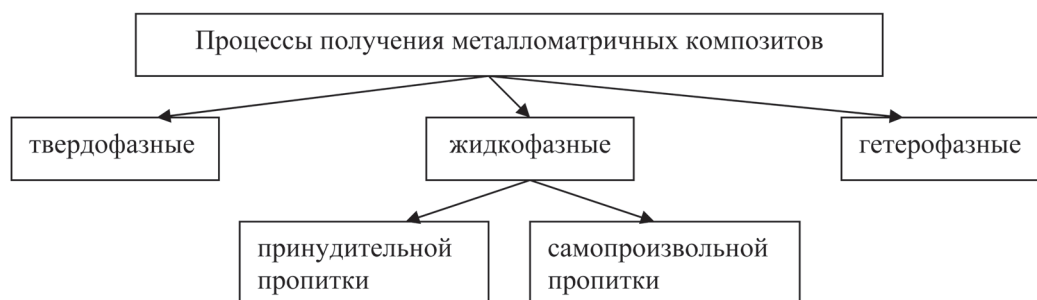 Процессы получения металломатричных композитов
твердофазные
жидкофазные
гетерофазные
принудительной
пропитки
самопроизвольной
пропитки